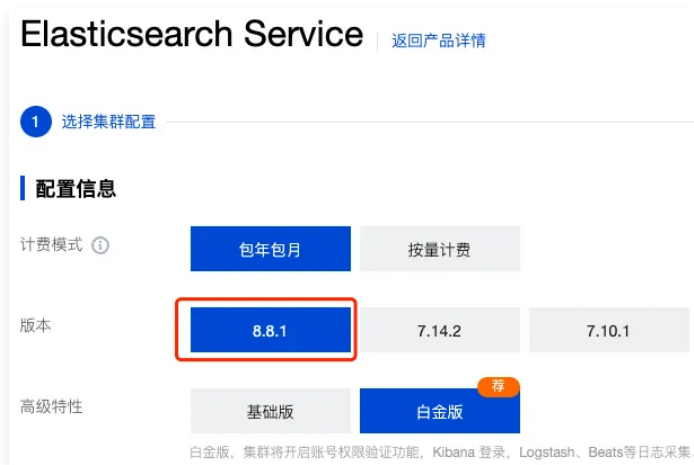 Elasticsearch Service 返回产品详情
1 选择集群配置
配置信息
计费模式 包年包月 按量计费
版本 8.8.1 7.14.2 7.10.1
荐
高级特性 基础版 白金版
白金版，集群将开启账号权限验证功能，Kibana 登录，Logstash、Beats等日志采集